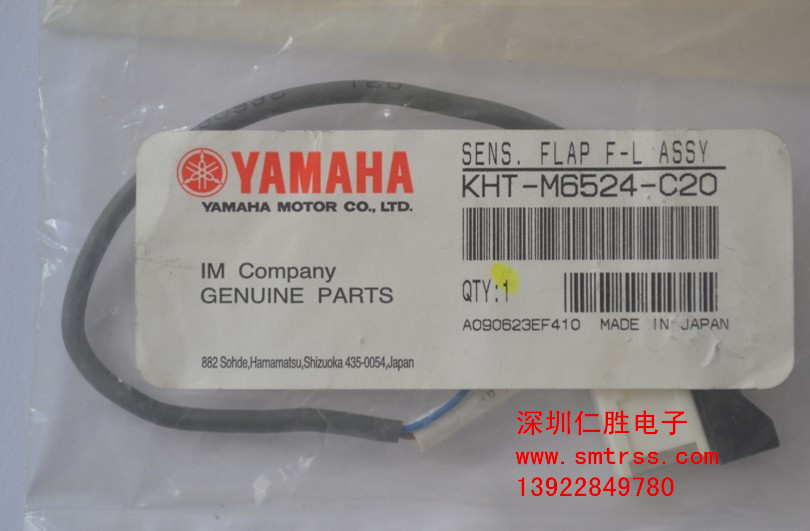 YAMAHA
YAMAHA MOTOR CO., LTD.
IM Company
GENUINE PARTS
882 Sohde,Hamamatsu,Shizuoka 435-0054,Japan
SENS. FLAP F-L ASSY
KHT-M6524-C20
QTY:1
A090623EF410 MADE IN JAPAN
深圳仁胜电子
www.smtrss.com
13922849780